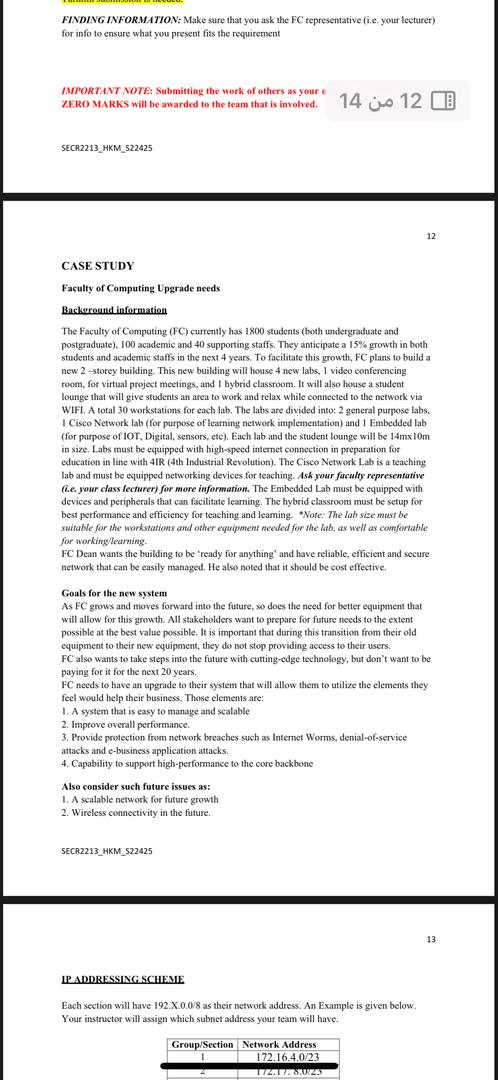 Turnitin submission is needed.
FINDING INFORMATION: Make sure that you ask the FC representative (i.e. your lecturer)
for info to ensure what you present fits the requirement
IMPORTANT NOTE: Submitting the work of others as your
ZERO MARKS will be awarded to the team that is involved.
12 من 14
SECR2213_HKM_S22425
12
CASE STUDY
Faculty of Computing Upgrade needs
Background information
The Faculty of Computing (FC) currently has 1800 students (both undergraduate and
postgraduate), 100 academic and 40 supporting staffs. They anticipate a 15% growth in both
students and academic staffs in the next 4 years. To facilitate this growth, FC plans to build a
new 2 –storey building. This new building will house 4 new labs, 1 video conferencing
room, for virtual project meetings, and 1 hybrid classroom. It will also house a student
lounge that will give students an area to work and relax while connected to the network via
WIFI. A total 30 workstations for each lab. The labs are divided into: 2 general purpose labs,
1 Cisco Network lab (for purpose of learning network implementation) and 1 Embedded lab
(for purpose of IOT, Digital, sensors, etc). Each lab and the student lounge will be 14mx10m
in size. Labs must be equipped with high-speed internet connection in preparation for
education in line with 4IR (4th Industrial Revolution). The Cisco Network Lab is a teaching
lab and must be equipped networking devices for teaching. Ask your faculty representative
(i.e. your class lecturer) for more information. The Embedded Lab must be equipped with
devices and peripherals that can facilitate learning. The hybrid classroom must be setup for
best performance and efficiency for teaching and learning. *Note: The lab size must be
suitable for the workstations and other equipment needed for the lab, as well as comfortable
for working/learning.
FC Dean wants the building to be ‘ready for anything’ and have reliable, efficient and secure
network that can be easily managed. He also noted that it should be cost effective.
Goals for the new system
As FC grows and moves forward into the future, so does the need for better equipment that
will allow for this growth. All stakeholders want to prepare for future needs to the extent
possible at the best value possible. It is important that during this transition from their old
equipment to their new equipment, they do not stop providing access to their users.
FC also wants to take steps into the future with cutting-edge technology, but don’t want to be
paying for it for the next 20 years.
FC needs to have an upgrade to their system that will allow them to utilize the elements they
feel would help their business. Those elements are:
1. A system that is easy to manage and scalable
2. Improve overall performance.
3. Provide protection from network breaches such as Internet Worms, denial-of-service
attacks and e-business application attacks.
4. Capability to support high-performance to the core backbone
Also consider such future issues as:
1. A scalable network for future growth
2. Wireless connectivity in the future.
SECR2213_HKM_S22425
13
IP ADDRESSING SCHEME
Each section will have 192.X.0.0/8 as their network address. An Example is given below.
Your instructor will assign which subnet address your team will have.
Group/Section Network Address
1 172.16.4.0/23
2 172.17. 8.0/23